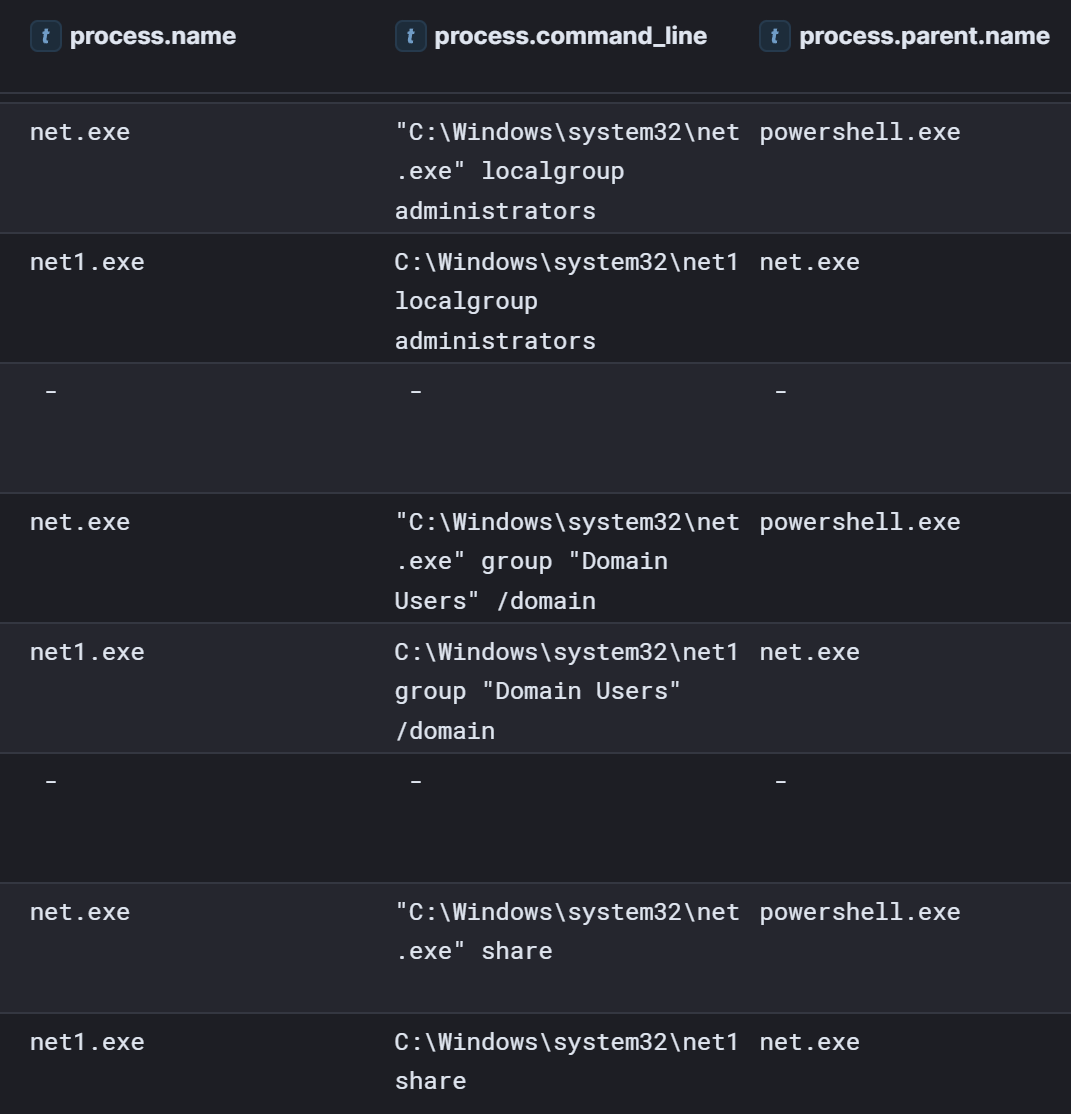 t process.name t process.command_line t process.parent.name
net.exe "C:\Windows\system32\net powershell.exe
.exe" localgroup
administrators
net1.exe C:\Windows\system32\net1 net.exe
localgroup
administrators
- - -
net.exe "C:\Windows\system32\net powershell.exe
.exe" group "Domain
Users" /domain
net1.exe C:\Windows\system32\net1 net.exe
group "Domain Users"
/domain
- - -
net.exe "C:\Windows\system32\net powershell.exe
.exe" share
net1.exe C:\Windows\system32\net1 net.exe
share